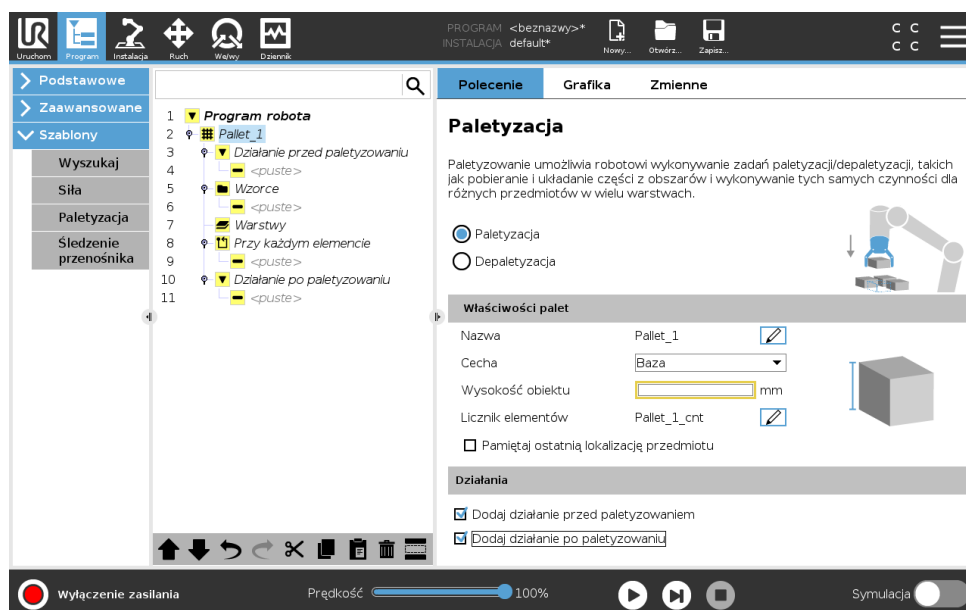 PROGRAM <beznazwy>*
INSTALACJA default*
Uruchom Program Instalacja Ruch We/wy Dziennik Nowy... Otwórz... Zapisz...
C C
C C
Podstawowe
Zaawansowane
Szablony
Wyszukaj
Siła
Paletyzacja
Śledzenie
przenośnika
1 Program robota
2 Pallet_1
3 Działanie przed paletyzowaniu
4 <puste>
5 Wzorce
6 <puste>
7 Warstwy
8 Przy każdym elemencie
9 <puste>
10 Działanie po paletyzowaniu
11 <puste>
Polecenie Grafika Zmienne
Paletyzacja
Paletyzowanie umożliwia robotowi wykonywanie zadań paletyzacji/depaletyzacji, takich
jak pobieranie i układanie części z obszarów i wykonywanie tych samych czynności dla
różnych przedmiotów w wielu warstwach.
Paletyzacja
Depaletyzacja
Właściwości palet
Nazwa Pallet_1
Cecha Baza
Wysokość obiektu mm
Licznik elementów Pallet_1_cnt
Pamiętaj ostatnią lokalizację przedmiotu
Działania
Dodaj działanie przed paletyzowaniem
Dodaj działanie po paletyzowaniu
Wyłączenie zasilania Prędkość 100% Symulacja